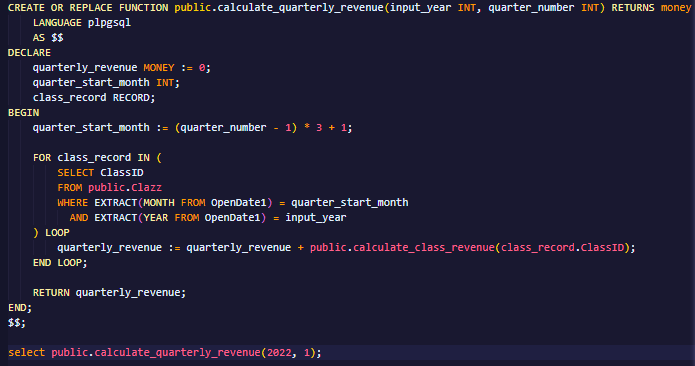 CREATE OR REPLACE FUNCTION public.calculate_quarterly_revenue(input_year INT, quarter_number INT) RETURNS money
    LANGUAGE plpgsql
    AS $$
DECLARE
    quarterly_revenue MONEY := 0;
    quarter_start_month INT;
    class_record RECORD;
BEGIN
    quarter_start_month := (quarter_number - 1) * 3 + 1;

    FOR class_record IN (
        SELECT ClassID
        FROM public.Clazz
        WHERE EXTRACT(MONTH FROM OpenDate1) = quarter_start_month
          AND EXTRACT(YEAR FROM OpenDate1) = input_year
    ) LOOP
        quarterly_revenue := quarterly_revenue + public.calculate_class_revenue(class_record.ClassID);
    END LOOP;

    RETURN quarterly_revenue;
END;
$$;

select public.calculate_quarterly_revenue(2022, 1);